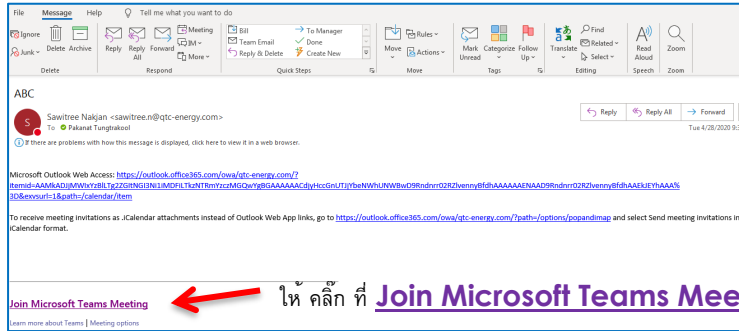 File Message Help Tell me what you want to do
Ignore
Junk
Delete Archive
Reply Reply All Forward
Meeting
IM
More
Bill
Team Email
Reply & Delete
To Manager
Done
Create New
Move
Rules
Actions
Mark Unread
Categorize
Follow Up
Translate
Find
Related
Select
Read Aloud
Zoom
Delete Respond Quick Steps Move Tags Editing Speech Zoom
ABC
S
Sawitree Nakjan <sawitree.n@qtc-energy.com>
To Pakanat Tungtrakool
Reply Reply All Forward
Tue 4/28/2020
If there are problems with how this message is displayed, click here to view it in a web browser.
Microsoft Outlook Web Access: https://outlook.office365.com/owa/qtc-energy.com/?
3D&exvsurl=1&path=/calendar/item
To receive meeting invitations as .iCalendar attachments instead of Outlook Web App links, go to https://outlook.office365.com/owa/qtc-energy.com/?path=/options/popandimap and select Send meeting invitations in
iCalendar format.
ให้ คลิ๊ก ที่ Join Microsoft Teams Mee
Join Microsoft Teams Meeting
Learn more about Teams | Meeting options